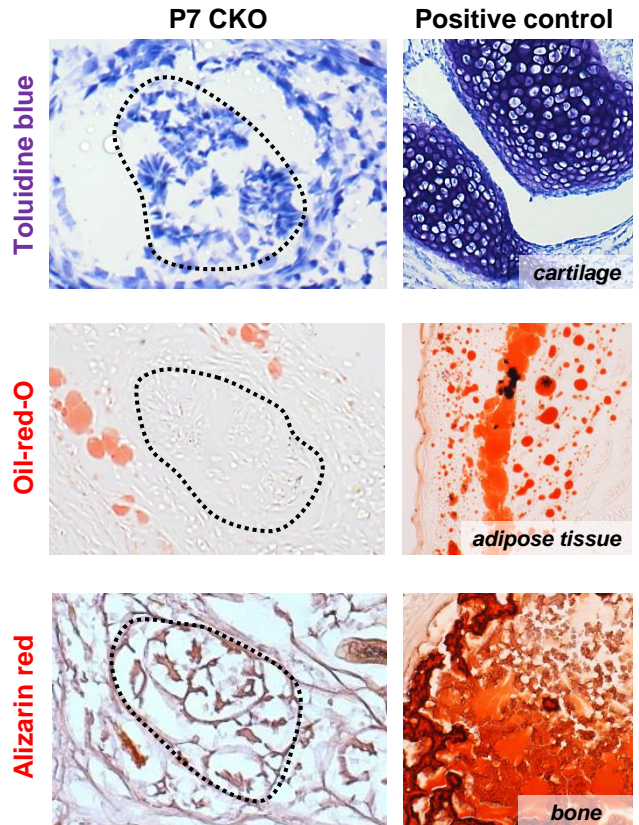 P7 CKO
Positive control
Toluidine blue
cartilage
Oil-red-O
adipose tissue
Alizarin red
bone